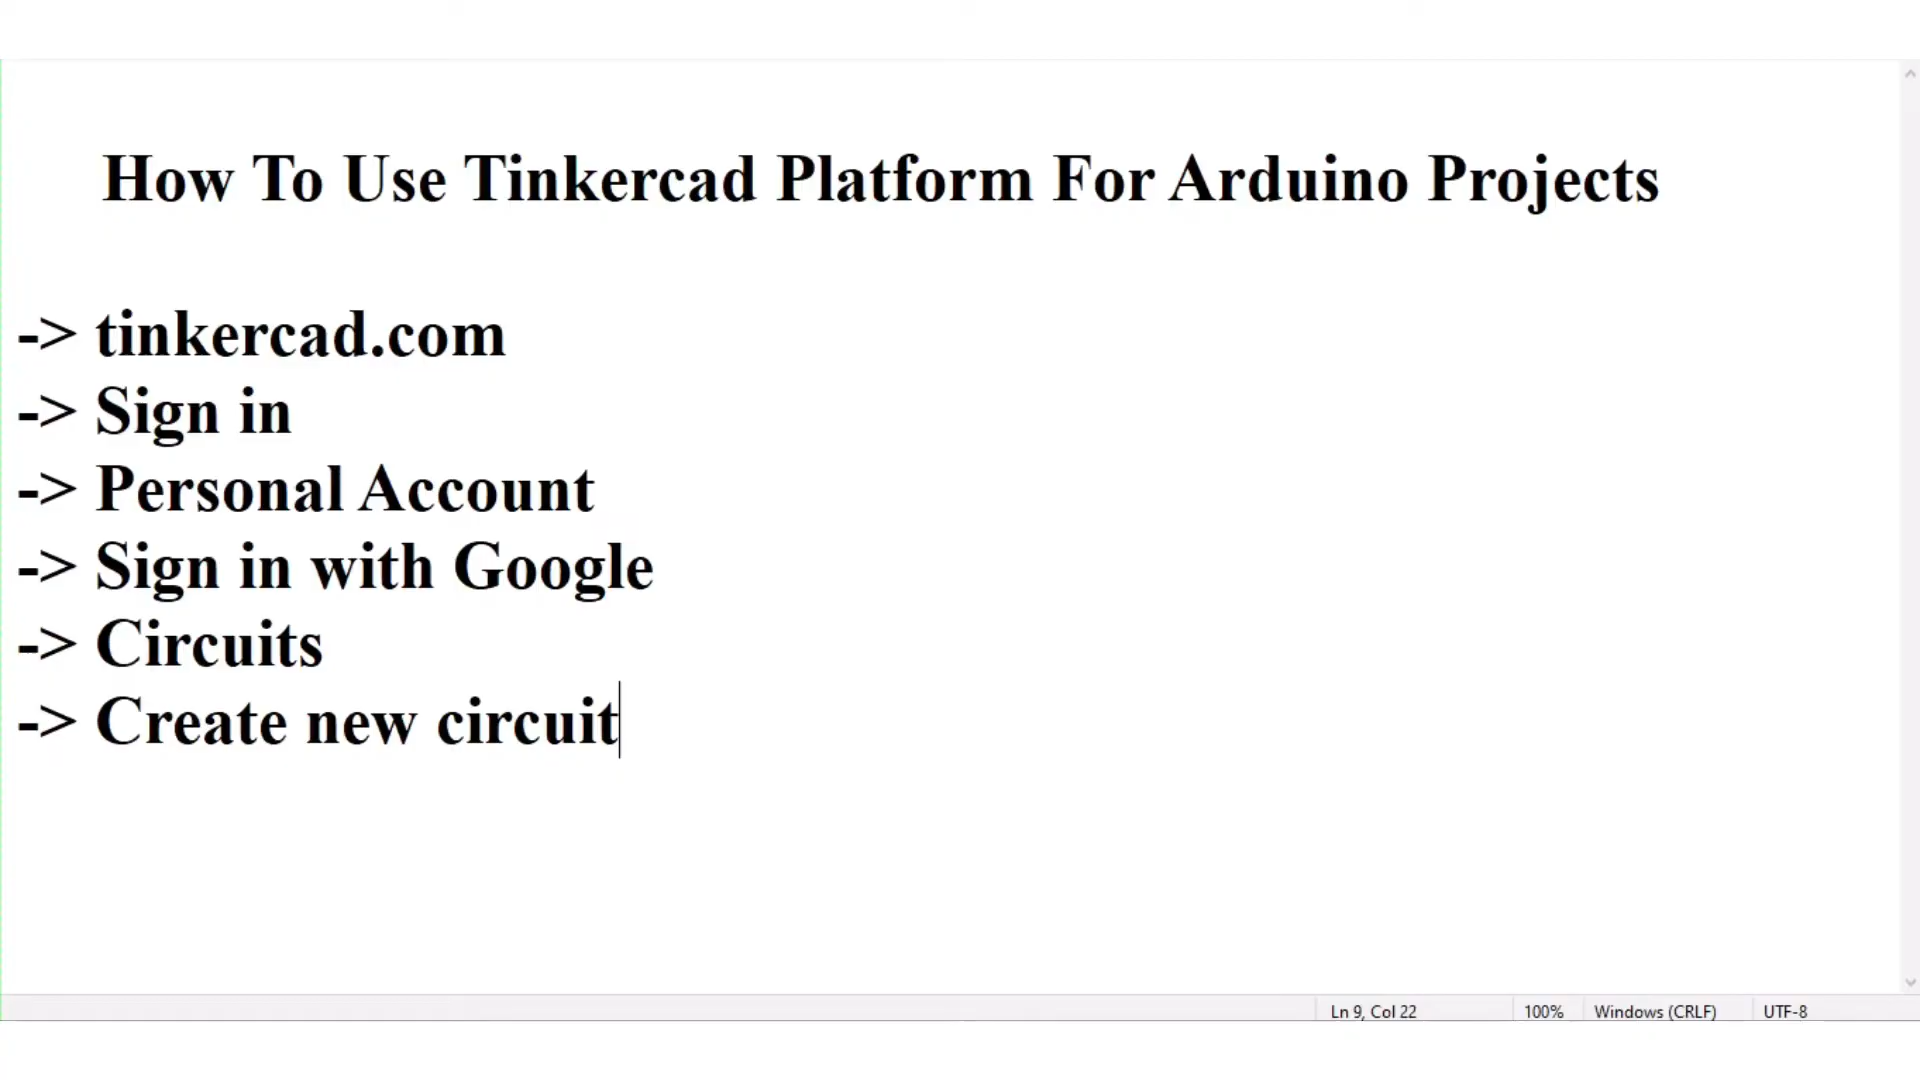 How To Use Tinkercad Platform For Arduino Projects
-> tinkercad.com
-> Sign in
-> Personal Account
-> Sign in with Google
-> Circuits
-> Create new circuit
Ln 9, Col 22 100% Windows (CRLF) UTF-8